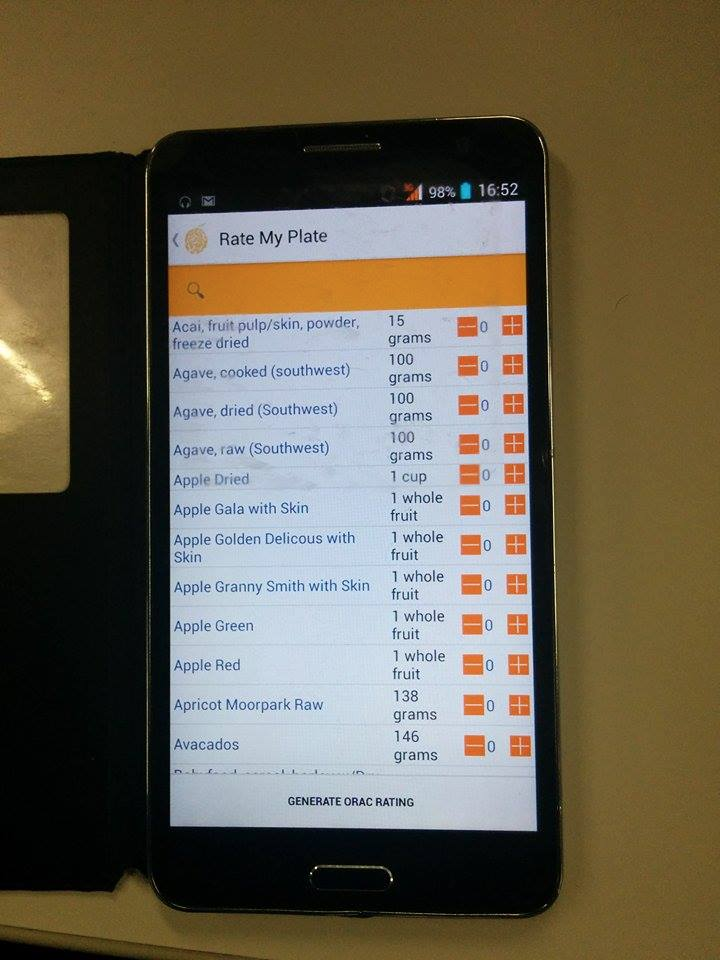 3G 98% 16:52
Rate My Plate
Acai, fruit pulp/skin, powder, 15
freeze dried grams 0
Agave, cooked (southwest) 100 grams 0
Agave, dried (Southwest) 100 grams 0
Agave, raw (Southwest) 100 grams 0
Apple Dried 1 cup 0
Apple Gala with Skin 1 whole fruit 0
Apple Golden Delicous with 1 whole
Skin fruit 0
Apple Granny Smith with Skin 1 whole fruit 0
Apple Green 1 whole fruit 0
Apple Red 1 whole fruit 0
Apricot Moorpark Raw 138 grams 0
Avacados 146 grams 0
GENERATE ORAC RATING